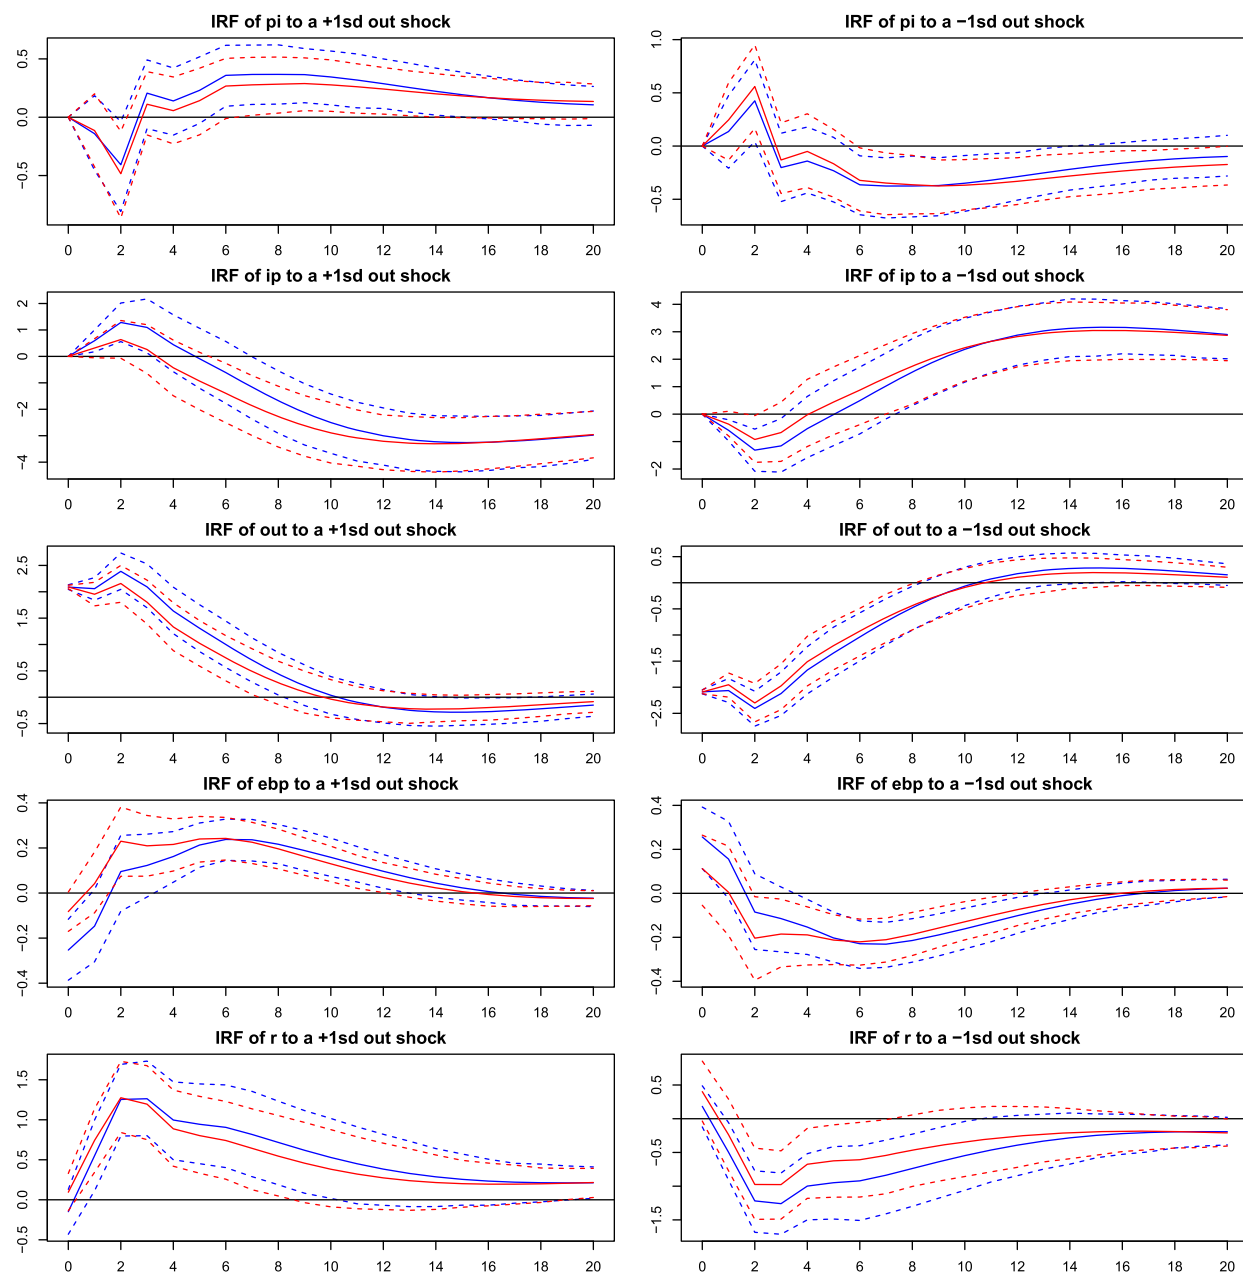 IRF of pi to a +1sd out shock
0.5
0.0
−0.5
0 2 4 6 8 10 12 14 16 18 20
IRF of pi to a −1sd out shock
1.0
0.5
0.0
−0.5
0 2 4 6 8 10 12 14 16 18 20
IRF of ip to a +1sd out shock
2
0
−2
−4
0 2 4 6 8 10 12 14 16 18 20
IRF of ip to a −1sd out shock
4
3
2
1
0
−2
0 2 4 6 8 10 12 14 16 18 20
IRF of out to a +1sd out shock
2.5
1.5
0.5
−0.5
0 2 4 6 8 10 12 14 16 18 20
IRF of out to a −1sd out shock
0.5
−0.5
−1.5
−2.5
0 2 4 6 8 10 12 14 16 18 20
IRF of ebp to a +1sd out shock
0.4
0.2
0.0
−0.2
−0.4
0 2 4 6 8 10 12 14 16 18 20
IRF of ebp to a −1sd out shock
0.4
0.2
0.0
−0.2
−0.4
0 2 4 6 8 10 12 14 16 18 20
IRF of r to a +1sd out shock
1.5
0.5
0.0
−0.5
0 2 4 6 8 10 12 14 16 18 20
IRF of r to a −1sd out shock
0.5
−0.5
−1.5
0 2 4 6 8 10 12 14 16 18 20